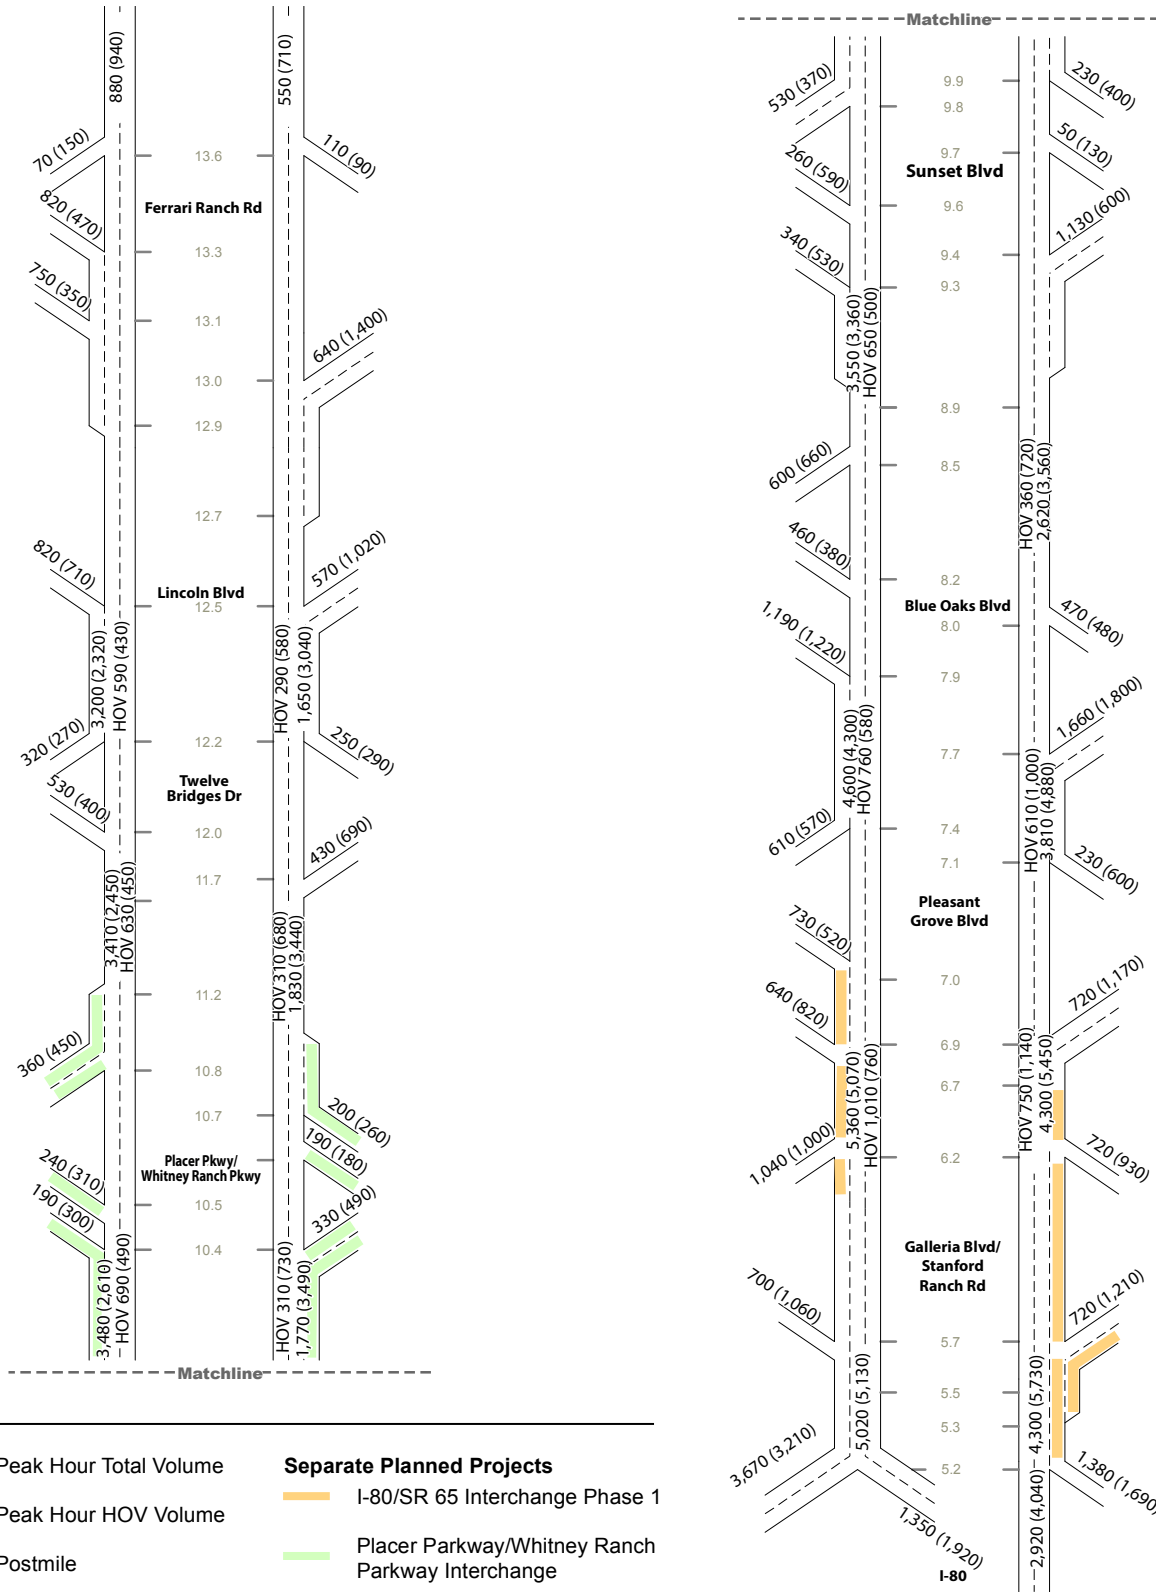 880 (940)
550 (710)
70 (150)
110 (90)
13.6
Ferrari Ranch Rd
820 (470)
13.3
750 (350)
13.1
640 (1,400)
13.0
12.9
12.7
820 (710)
570 (1,020)
Lincoln Blvd
12.5
3,200 (2,320)
HOV 590 (430)
HOV 290 (580)
1,650 (3,040)
320 (270)
12.2
250 (290)
Twelve
Bridges Dr
530 (400)
12.0
430 (690)
11.7
3,410 (2,450)
HOV 630 (450)
HOV 310 (680)
1,830 (3,440)
11.2
360 (450)
10.8
200 (260)
10.7
190 (180)
Placer Pkwy/
Whitney Ranch Pkwy
240 (310)
10.5
190 (300)
330 (490)
10.4
3,480 (2,610)
HOV 690 (490)
HOV 310 (730)
1,770 (3,490)
Matchline
Peak Hour Total Volume
Peak Hour HOV Volume
Postmile
Separate Planned Projects
I-80/SR 65 Interchange Phase 1
Placer Parkway/Whitney Ranch
Parkway Interchange
Matchline
530 (370)
9.9
230 (400)
9.8
50 (130)
260 (590)
9.7
Sunset Blvd
9.6
1,130 (600)
340 (530)
9.4
9.3
3,550 (3,360)
HOV 650 (500)
8.9
HOV 360 (720)
2,620 (3,560)
600 (660)
8.5
460 (380)
8.2
Blue Oaks Blvd
8.0
470 (480)
1,190 (1,220)
7.9
1,660 (1,800)
7.7
4,600 (4,300)
HOV 760 (580)
HOV 610 (1,000)
3,810 (4,880)
610 (570)
7.4
7.1
230 (600)
Pleasant
Grove Blvd
730 (520)
7.0
720 (1,170)
640 (820)
6.9
6.7
5,360 (5,070)
HOV 1,010 (760)
HOV 750 (1,140)
4,300 (5,450)
1,040 (1,000)
6.2
720 (930)
Galleria Blvd/
Stanford
Ranch Rd
700 (1,060)
720 (1,210)
5.7
5.5
5,020 (5,130)
4,300 (5,730)
5.3
3,670 (3,210)
5.2
1,380 (1,690)
1,350 (1,920)
2,920 (4,040)
I-80